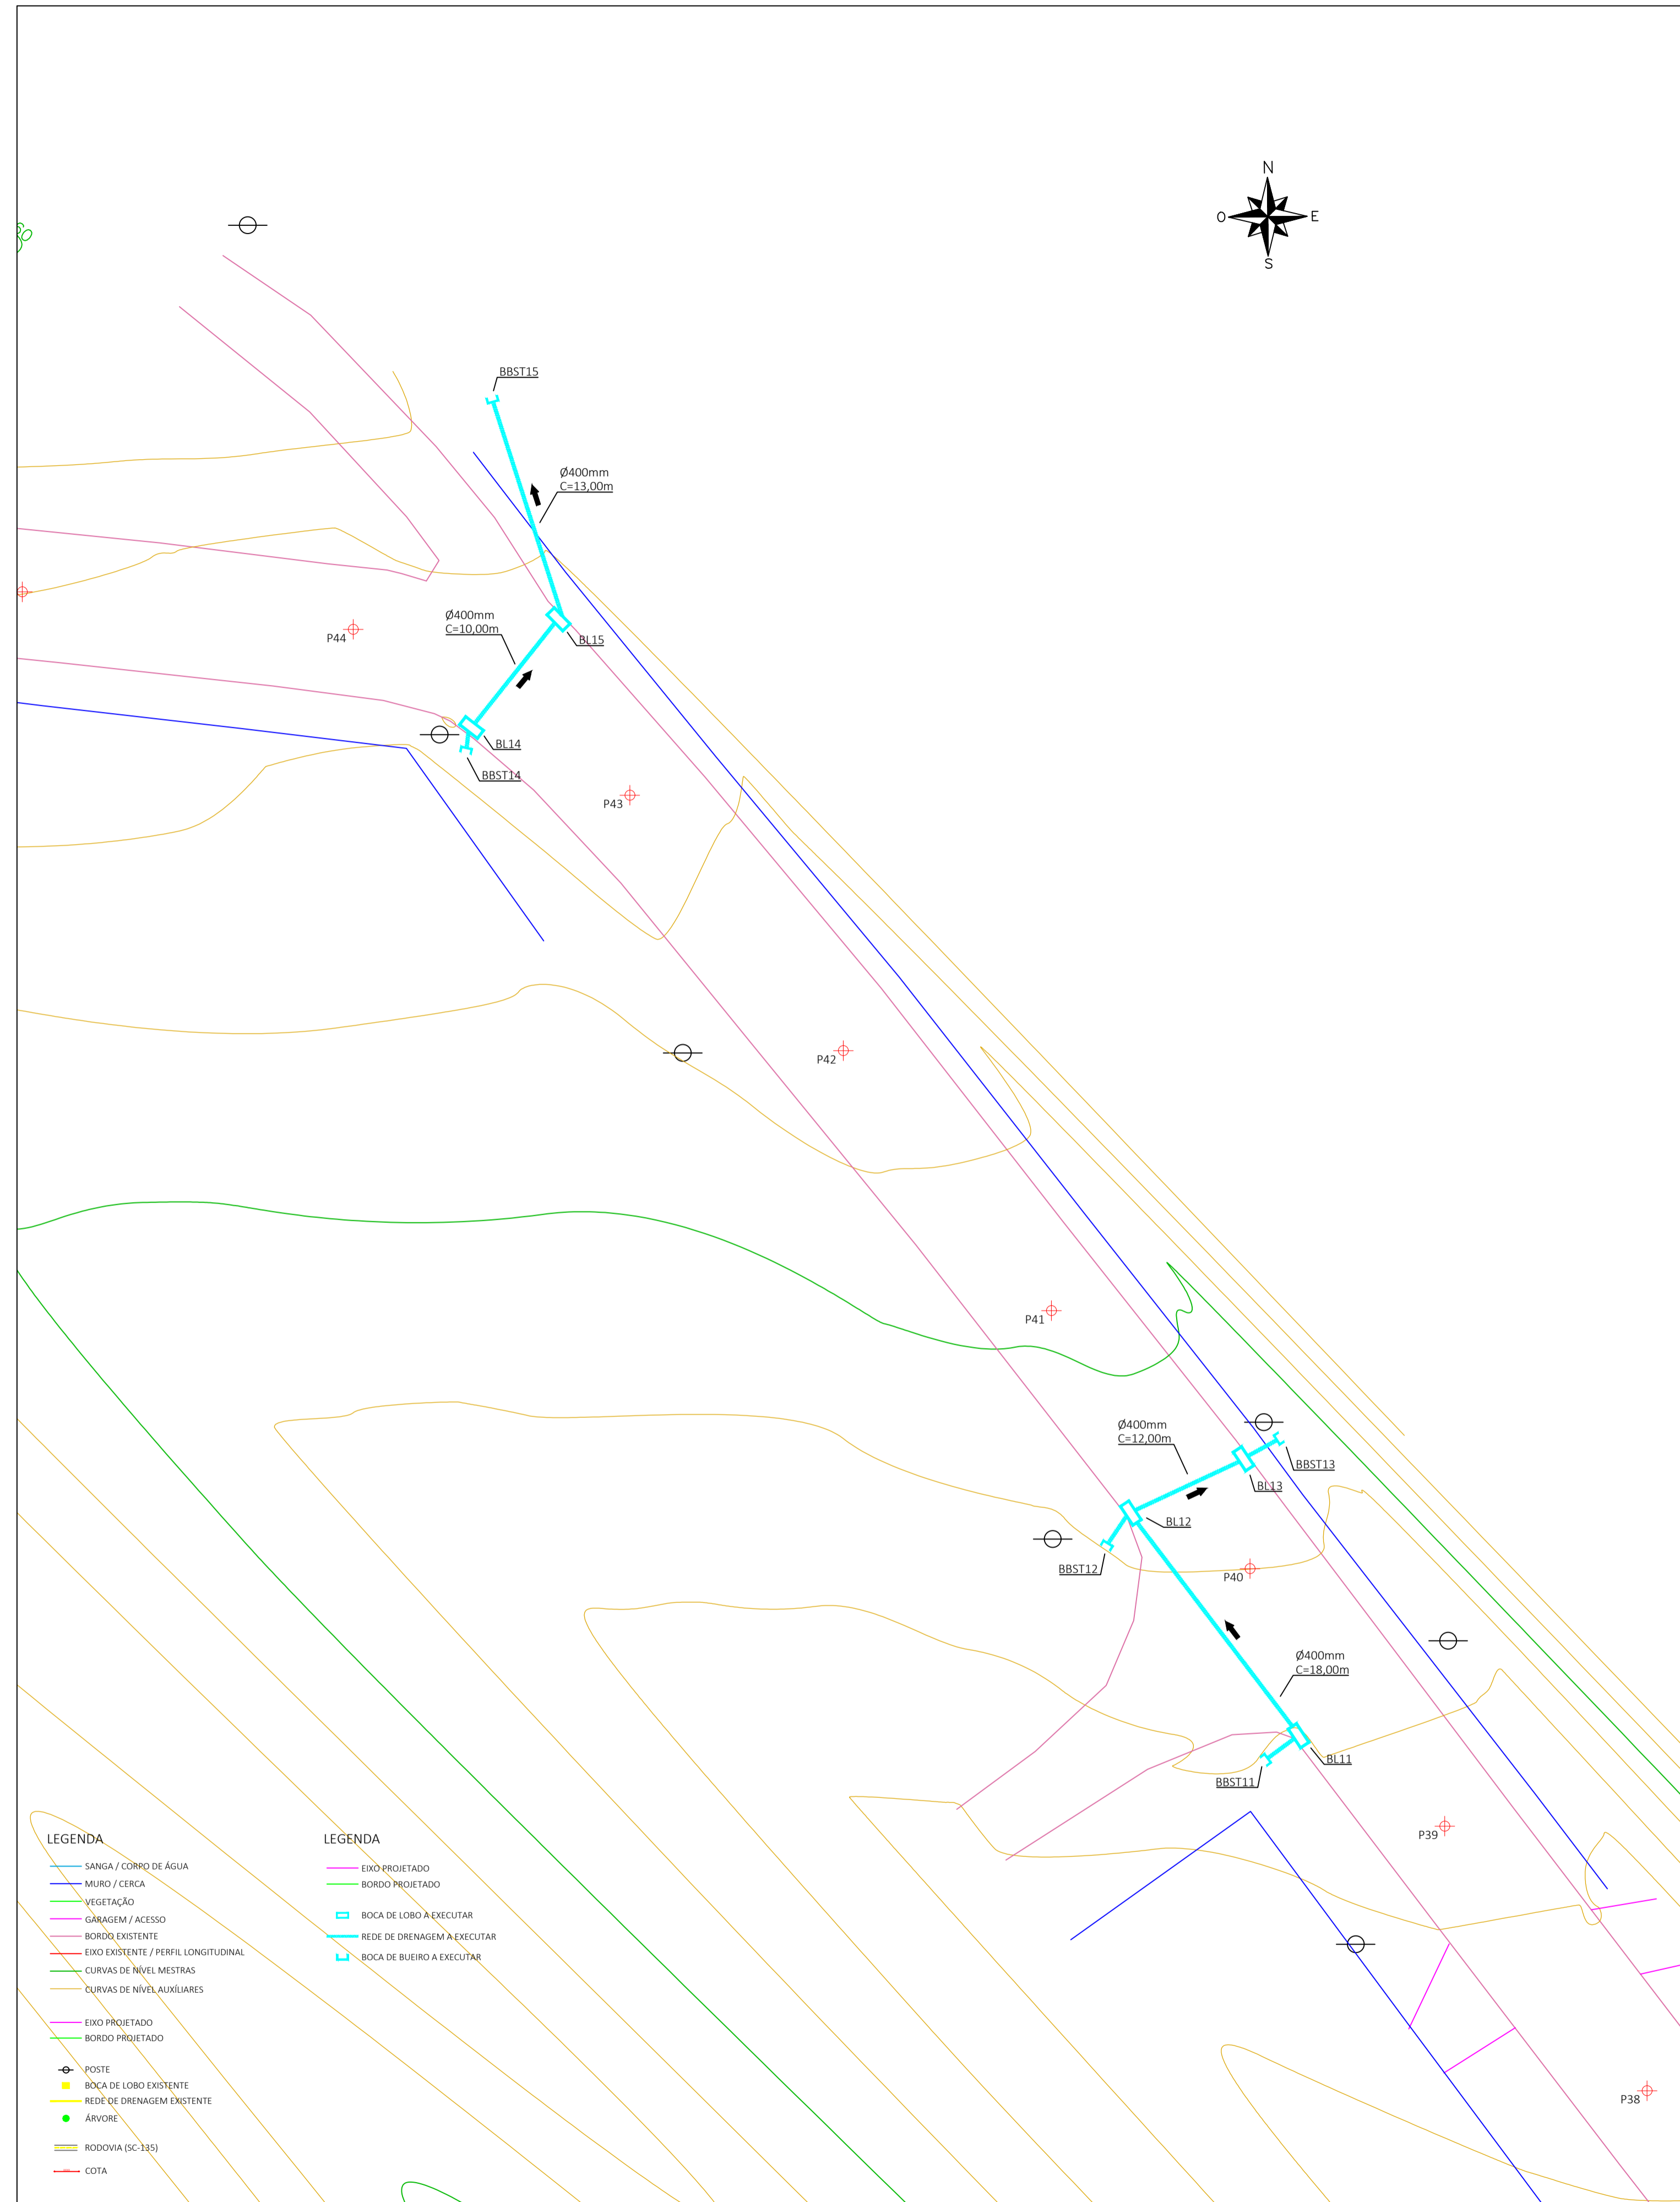 N
O
E
S
50
BBST15
Ø400mm
C=13,00m
Ø400mm
C=10,00m
BL15
P44
BL14
BBST14
P43
P42
P41
Ø400mm
C=12,00m
BBST13
BL13
BL12
BBST12
P40
Ø400mm
C=18,00m
BL11
BBST11
P39
P38
LEGENDA
SANGA / CORPO DE ÁGUA
MURO / CERCA
VEGETAÇÃO
GARAGEM / ACESSO
BORDO EXISTENTE
EIXO EXISTENTE / PERFIL LONGITUDINAL
CURVAS DE NÍVEL MESTRAS
CURVAS DE NÍVEL AUXÍLIARES
EIXO PROJETADO
BORDO PROJETADO
POSTE
BOCA DE LOBO EXISTENTE
REDE DE DRENAGEM EXISTENTE
ÁRVORE
RODOVIA (SC-135)
COTA
LEGENDA
EIXO PROJETADO
BORDO PROJETADO
BOCA DE LOBO A EXECUTAR
REDE DE DRENAGEM A EXECUTAR
BOCA DE BUEIRO A EXECUTAR